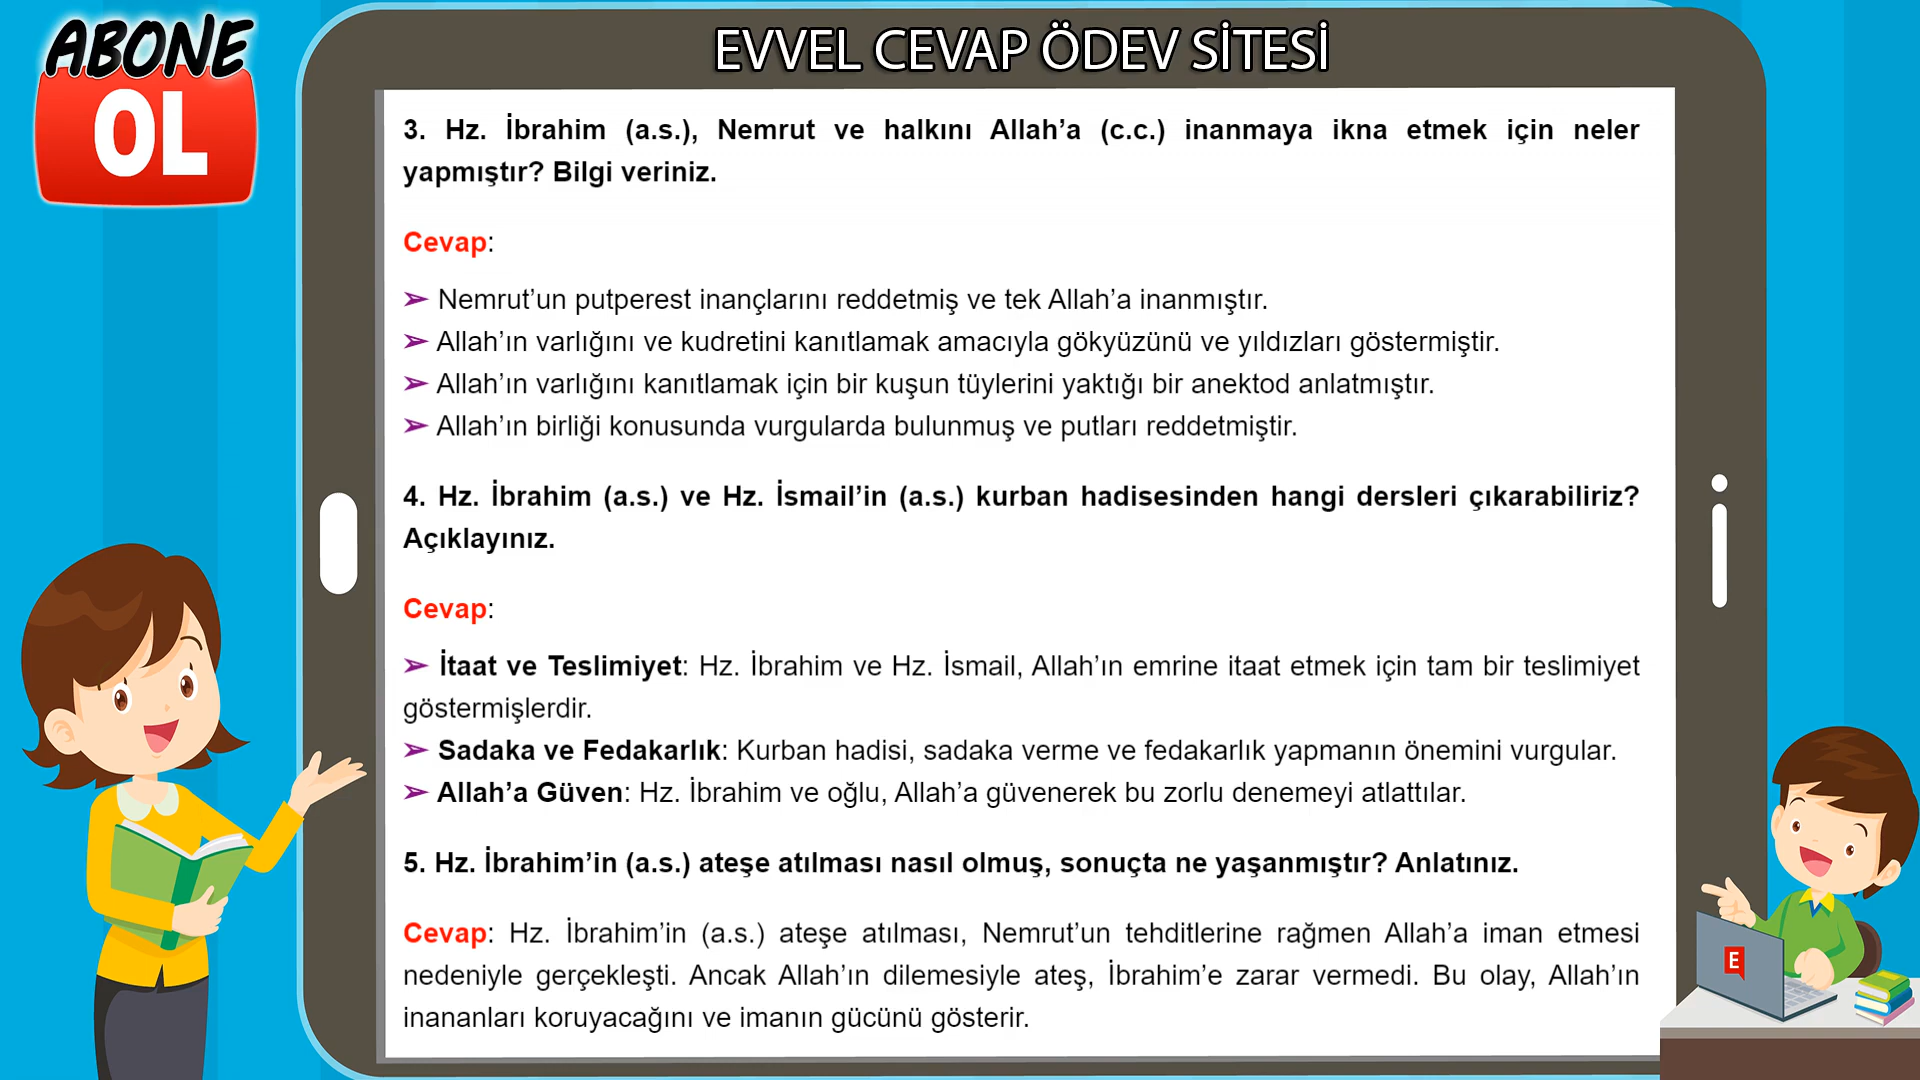 ABONE
OL
EVVEL CEVAP ÖDEV SİTESİ
3. Hz. İbrahim (a.s.), Nemrut ve halkını Allah’a (c.c.) inanmaya ikna etmek için neler
yapmıştır? Bilgi veriniz.
Cevap:
➢ Nemrut’un putperest inançlarını reddetmiş ve tek Allah’a inanmıştır.
➢ Allah’ın varlığını ve kudretini kanıtlamak amacıyla gökyüzünü ve yıldızları göstermiştir.
➢ Allah’ın varlığını kanıtlamak için bir kuşun tüylerini yaktığı bir anektod anlatmıştır.
➢ Allah’ın birliği konusunda vurgularda bulunmuş ve putları reddetmiştir.
4. Hz. İbrahim (a.s.) ve Hz. İsmail’in (a.s.) kurban hadisesinden hangi dersleri çıkarabiliriz?
Açıklayınız.
Cevap:
➢ İtaat ve Teslimiyet: Hz. İbrahim ve Hz. İsmail, Allah’ın emrine itaat etmek için tam bir teslimiyet
göstermişlerdir.
➢ Sadaka ve Fedakarlık: Kurban hadisi, sadaka verme ve fedakarlık yapmanın önemini vurgular.
➢ Allah’a Güven: Hz. İbrahim ve oğlu, Allah’a güvenerek bu zorlu denemeyi atlattılar.
5. Hz. İbrahim’in (a.s.) ateşe atılması nasıl olmuş, sonuçta ne yaşanmıştır? Anlatınız.
Cevap: Hz. İbrahim’in (a.s.) ateşe atılması, Nemrut’un tehditlerine rağmen Allah’a iman etmesi
nedeniyle gerçekleşti. Ancak Allah’ın dilemesiyle ateş, İbrahim’e zarar vermedi. Bu olay, Allah’ın
inananları koruyacağını ve imanın gücünü gösterir.
E